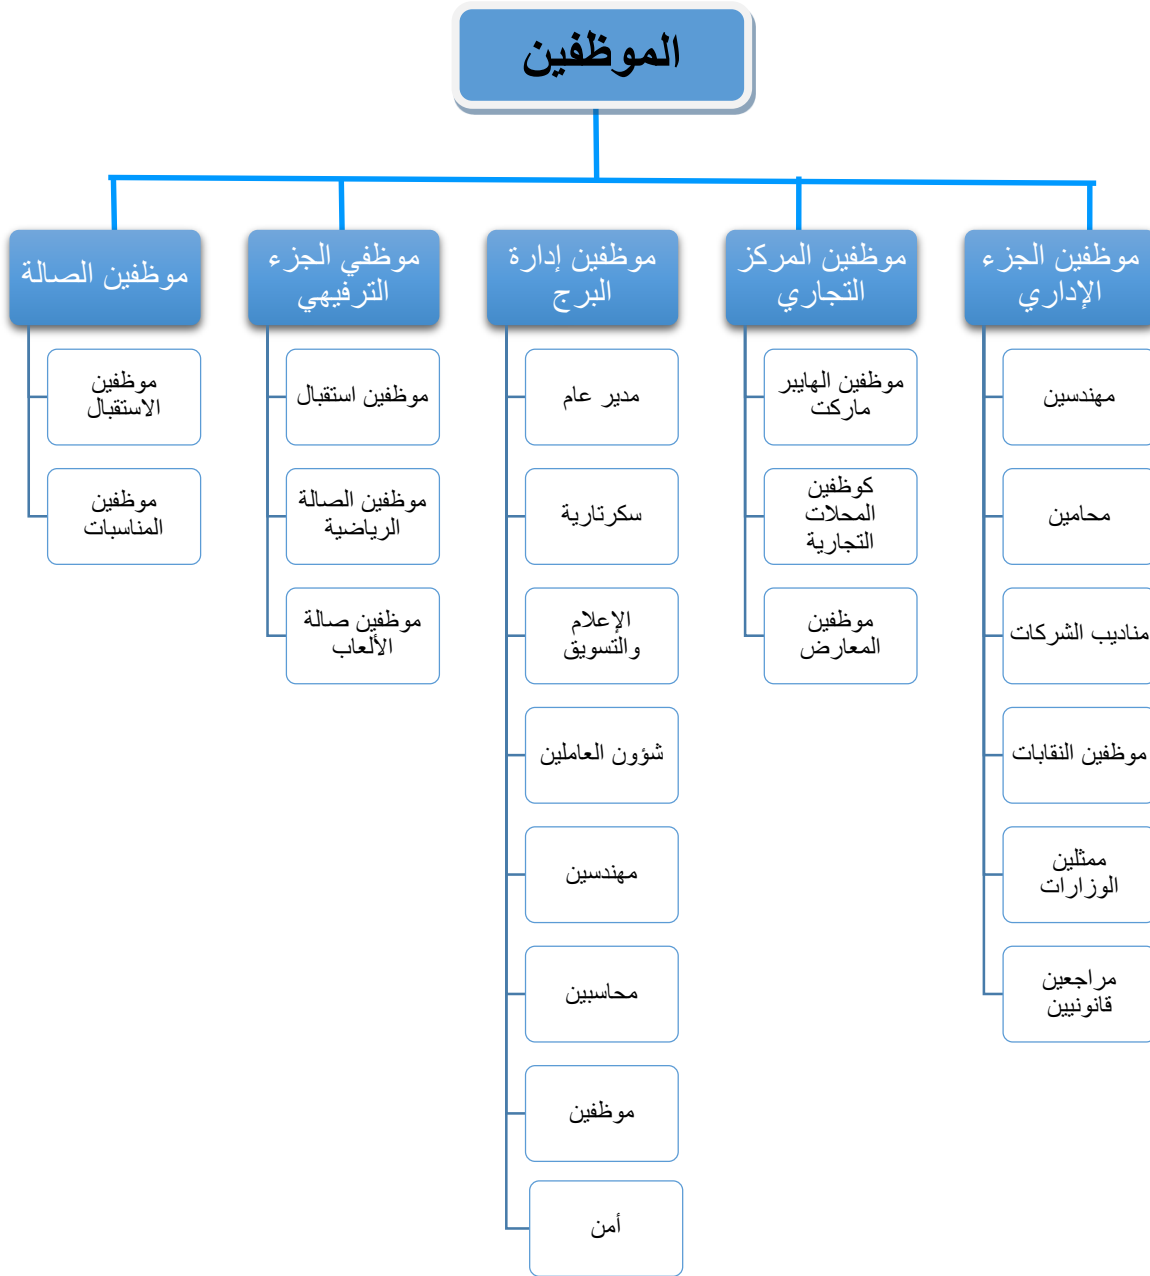 الموظفين
موظفين الجزء
الإداري
مهندسين
محامين
مناديب الشركات
موظفين النقابات
ممثلين
الوزارات
مراجعين
قانونيين
موظفين المركز
التجاري
موظفين الهايبر
ماركت
كوظفين
المحلات
التجارية
موظفين
المعارض
موظفين إدارة
البرج
مدير عام
سكرتارية
الإعلام
والتسويق
شؤون العاملين
مهندسين
محاسبين
موظفين
أمن
موظفي الجزء
الترفيهي
موظفين استقبال
موظفين الصالة
الرياضية
موظفين صالة
الألعاب
موظفين الصالة
موظفين
الاستقبال
موظفين
المناسبات